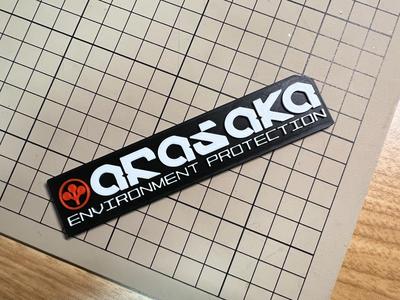 arasaka
ENVIRONMENT PROTECTION